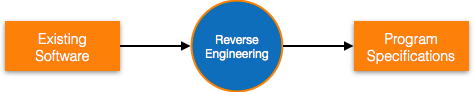 Existing
Software
Reverse
Engineering
Program
Specifications